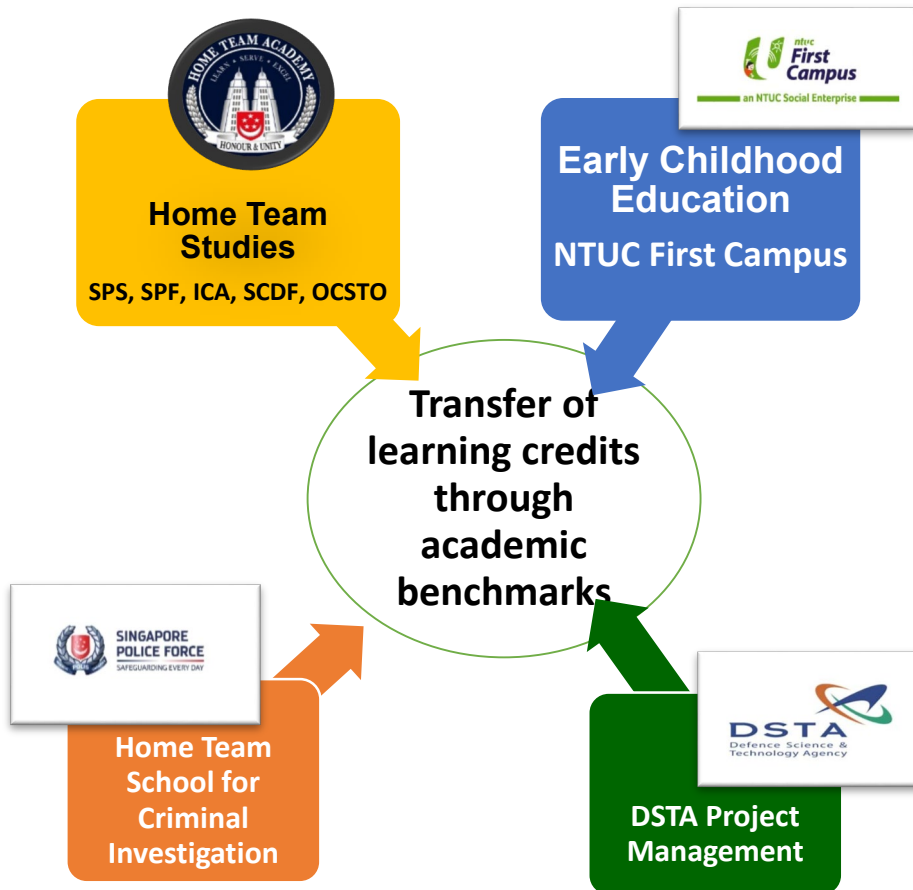 HOME TEAM ACADEMY
LEARN • SERVE • EXCEL
HONOUR & UNITY
Home Team
Studies
SPS, SPF, ICA, SCDF, OCSTO
ntuc
First
Campus
an NTUC Social Enterprise
Early Childhood
Education
NTUC First Campus
Transfer of
learning credits
through
academic
benchmarks
SINGAPORE
POLICE FORCE
SAFEGUARDING EVERY DAY
Home Team
School for
Criminal
Investigation
DSTA
Defence Science &
Technology Agency
DSTA Project
Management